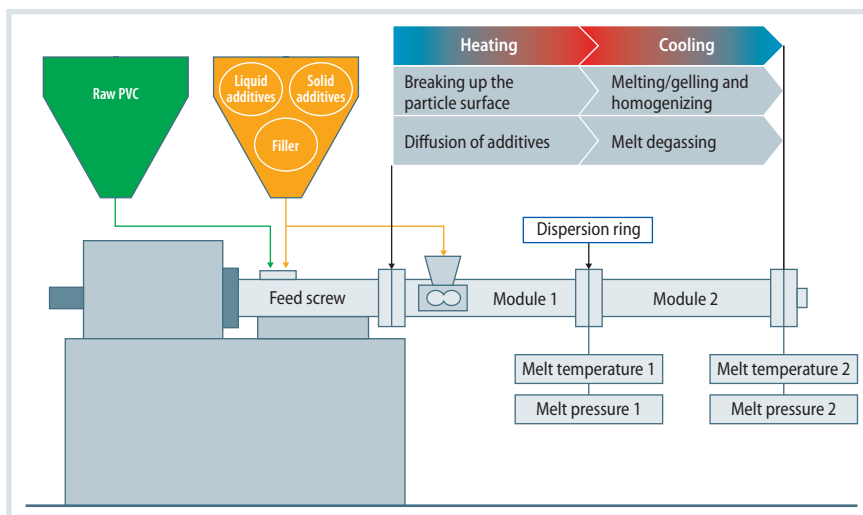 Heating
Cooling
Raw PVC
Liquid
additives
Solid
additives
Filler
Breaking up the
particle surface
Melting/gelling and
homogenizing
Diffusion of additives
Melt degassing
Dispersion ring
Feed screw
Module 1
Module 2
Melt temperature 1
Melt temperature 2
Melt pressure 1
Melt pressure 2